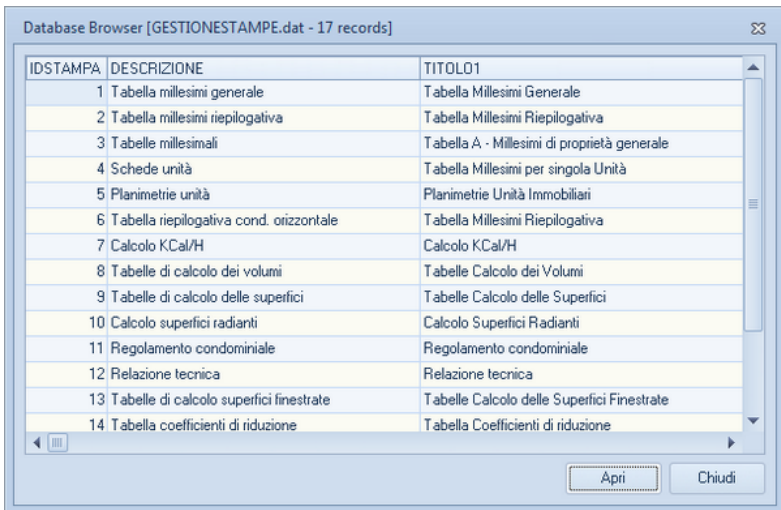 Database Browser [GESTIONESTAMPE.dat - 17 records]
IDSTAMPA DESCRIZIONE TITOLO1
1 Tabella millesimi generale Tabella Millesimi Generale
2 Tabella millesimi riepilogativa Tabella Millesimi Riepilogativa
3 Tabelle millesimali Tabella A - Millesimi di proprietà generale
4 Schede unità Tabella Millesimi per singola Unità
5 Planimetrie unità Planimetrie Unità Immobiliari
6 Tabella riepilogativa cond. orizzontale Tabella Millesimi Riepilogativa
7 Calcolo KCal/H Calcolo KCal/H
8 Tabelle di calcolo dei volumi Tabelle Calcolo dei Volumi
9 Tabelle di calcolo delle superfici Tabelle Calcolo delle Superfici
10 Calcolo superfici radianti Calcolo Superfici Radianti
11 Regolamento condominiale Regolamento condominiale
12 Relazione tecnica Relazione tecnica
13 Tabelle di calcolo superfici finestrate Tabelle Calcolo delle Superfici Finestrate
14 Tabella coefficienti di riduzione Tabella Coefficienti di riduzione
Apri Chiudi